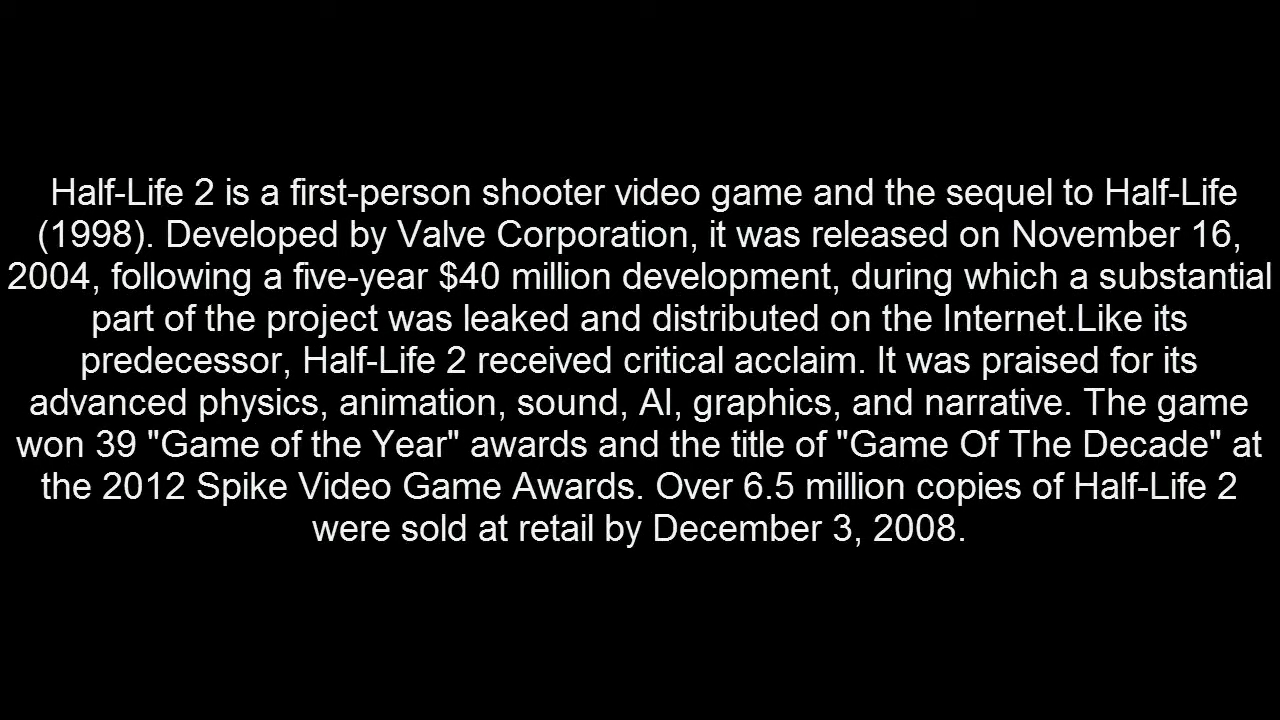 Half-Life 2 is a first-person shooter video game and the sequel to Half-Life
(1998). Developed by Valve Corporation, it was released on November 16,
2004, following a five-year $40 million development, during which a substantial
part of the project was leaked and distributed on the Internet.Like its
predecessor, Half-Life 2 received critical acclaim. It was praised for its
advanced physics, animation, sound, AI, graphics, and narrative. The game
won 39 "Game of the Year" awards and the title of "Game Of The Decade" at
the 2012 Spike Video Game Awards. Over 6.5 million copies of Half-Life 2
were sold at retail by December 3, 2008.